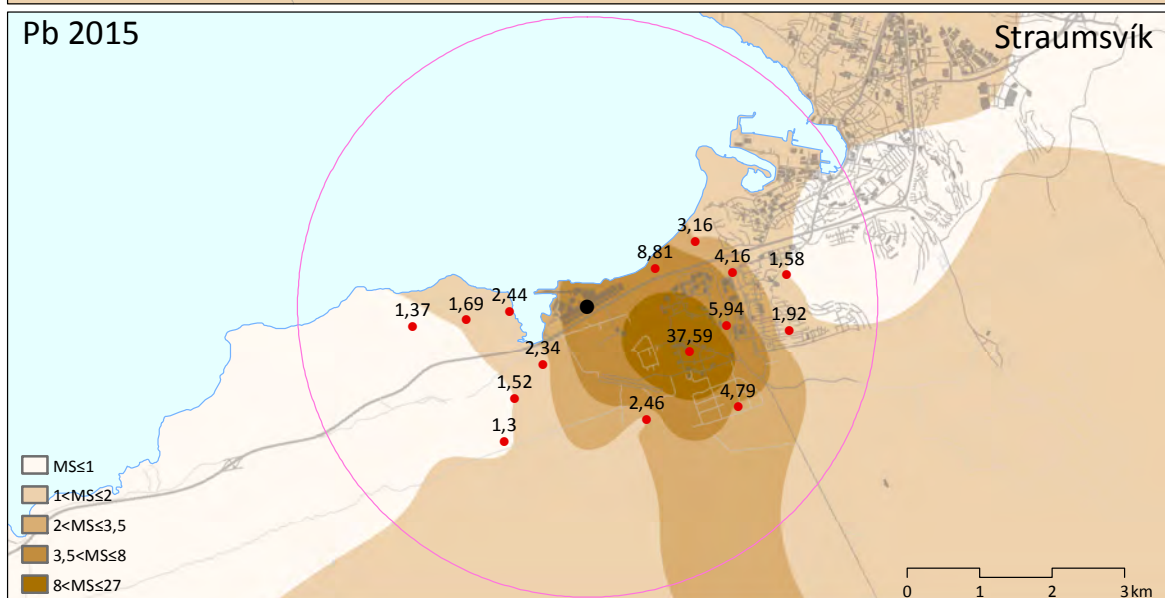 Pb 2015
Straumsvík
3,16
8,81
4,16
1,58
2,44
1,69
1,37
5,94
1,92
37,59
2,34
1,52
4,79
2,46
1,3
MS≤1
1<MS≤2
2<MS≤3,5
3,5<MS≤8
8<MS≤27
0 1 2 3 km